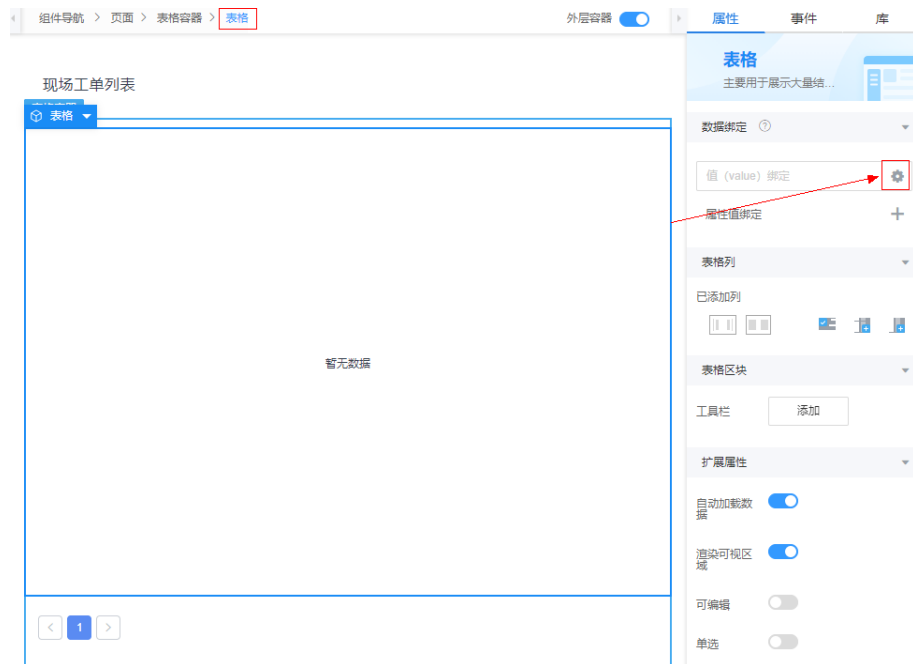 组件导航 > 页面 > 表格容器 > 表格
外层容器
属性 事件 库
表格
主要用于展示大量结...
现场工单列表
表格
数据绑定 ?
值（value）绑定
属性值绑定
表格列
已添加列
暂无数据
表格区块
工具栏 添加
扩展属性
自动加载数
据
渲染可视区
域
可编辑
< 1 >
单选